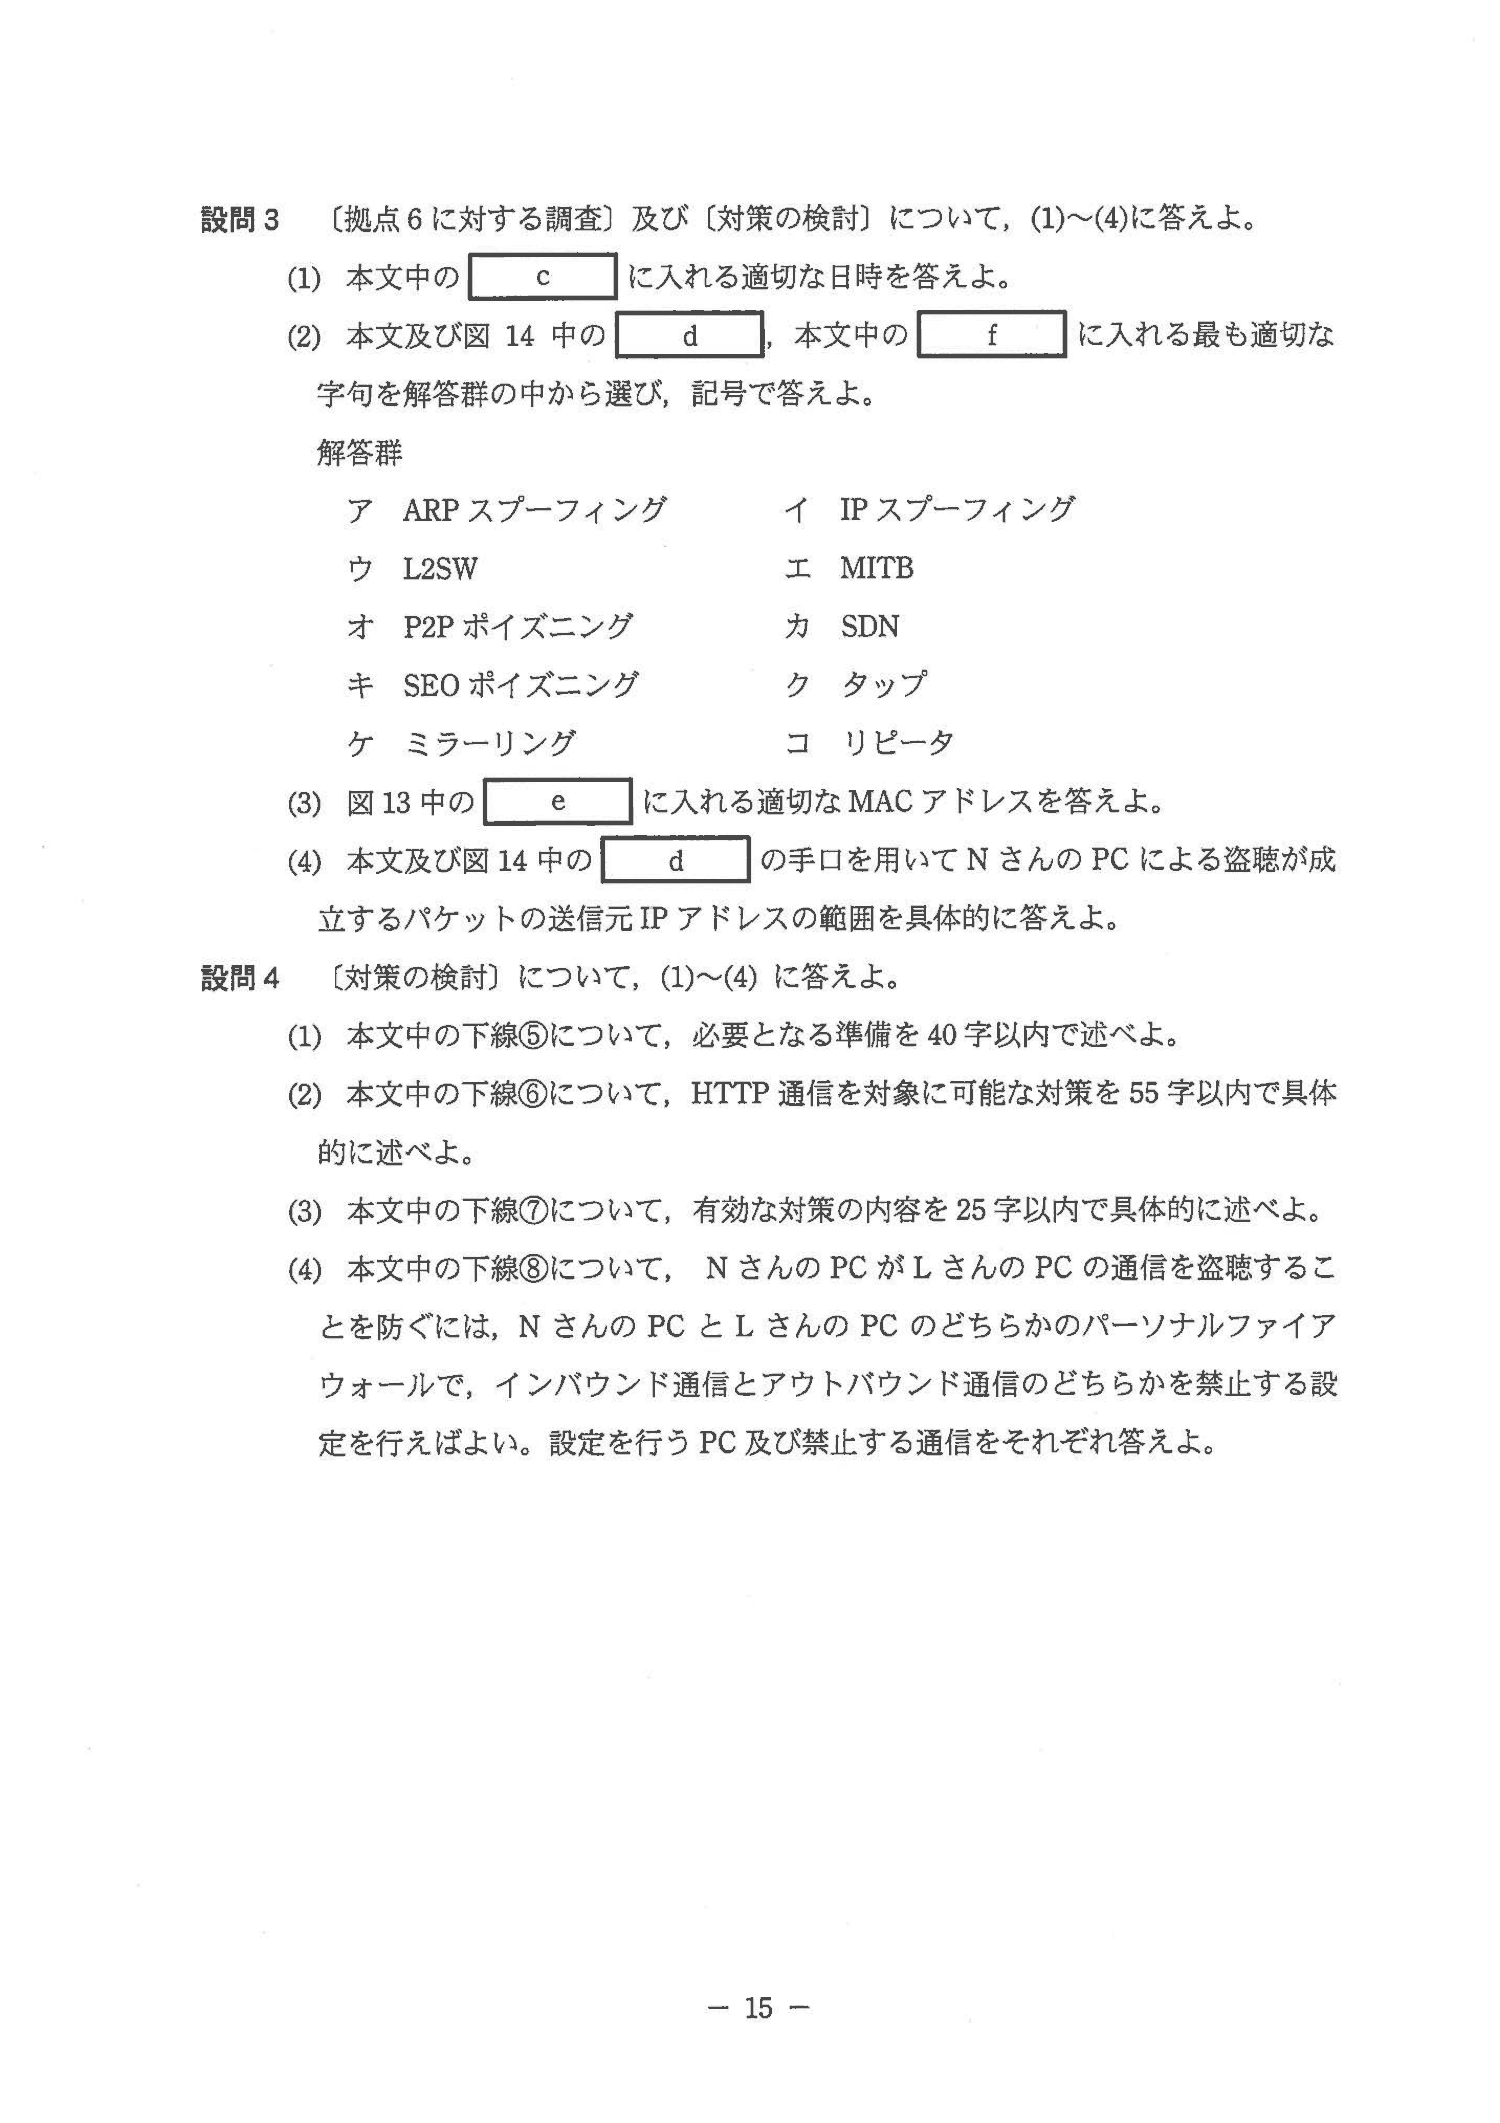 設問3　〔拠点6に対する調査〕及び〔対策の検討〕について，(1)～(4)に答えよ。
(1)　本文中の c に入れる適切な日時を答えよ。
(2)　本文及び図 14 中の d ，本文中の f に入れる最も適切な
字句を解答群の中から選び，記号で答えよ。
解答群
ア　ARP スプーフィング　イ　IP スプーフィング
ウ　L2SW　エ　MITB
オ　P2P ポイズニング　カ　SDN
キ　SEO ポイズニング　ク　タップ
ケ　ミラーリング　コ　リピータ
(3)　図 13 中の e に入れる適切な MAC アドレスを答えよ。
(4)　本文及び図 14 中の d の手口を用いて N さんの PC による盗聴が成
立するパケットの送信元 IP アドレスの範囲を具体的に答えよ。
設問4　〔対策の検討〕について，(1)～(4) に答えよ。
(1)　本文中の下線⑤について，必要となる準備を 40 字以内で述べよ。
(2)　本文中の下線⑥について，HTTP 通信を対象に可能な対策を 55 字以内で具体
的に述べよ。
(3)　本文中の下線⑦について，有効な対策の内容を 25 字以内で具体的に述べよ。
(4)　本文中の下線⑧について， N さんの PC が L さんの PC の通信を盗聴するこ
とを防ぐには，N さんの PC と L さんの PC のどちらかのパーソナルファイア
ウォールで，インバウンド通信とアウトバウンド通信のどちらかを禁止する設
定を行えばよい。設定を行う PC 及び禁止する通信をそれぞれ答えよ。
－ 15 －